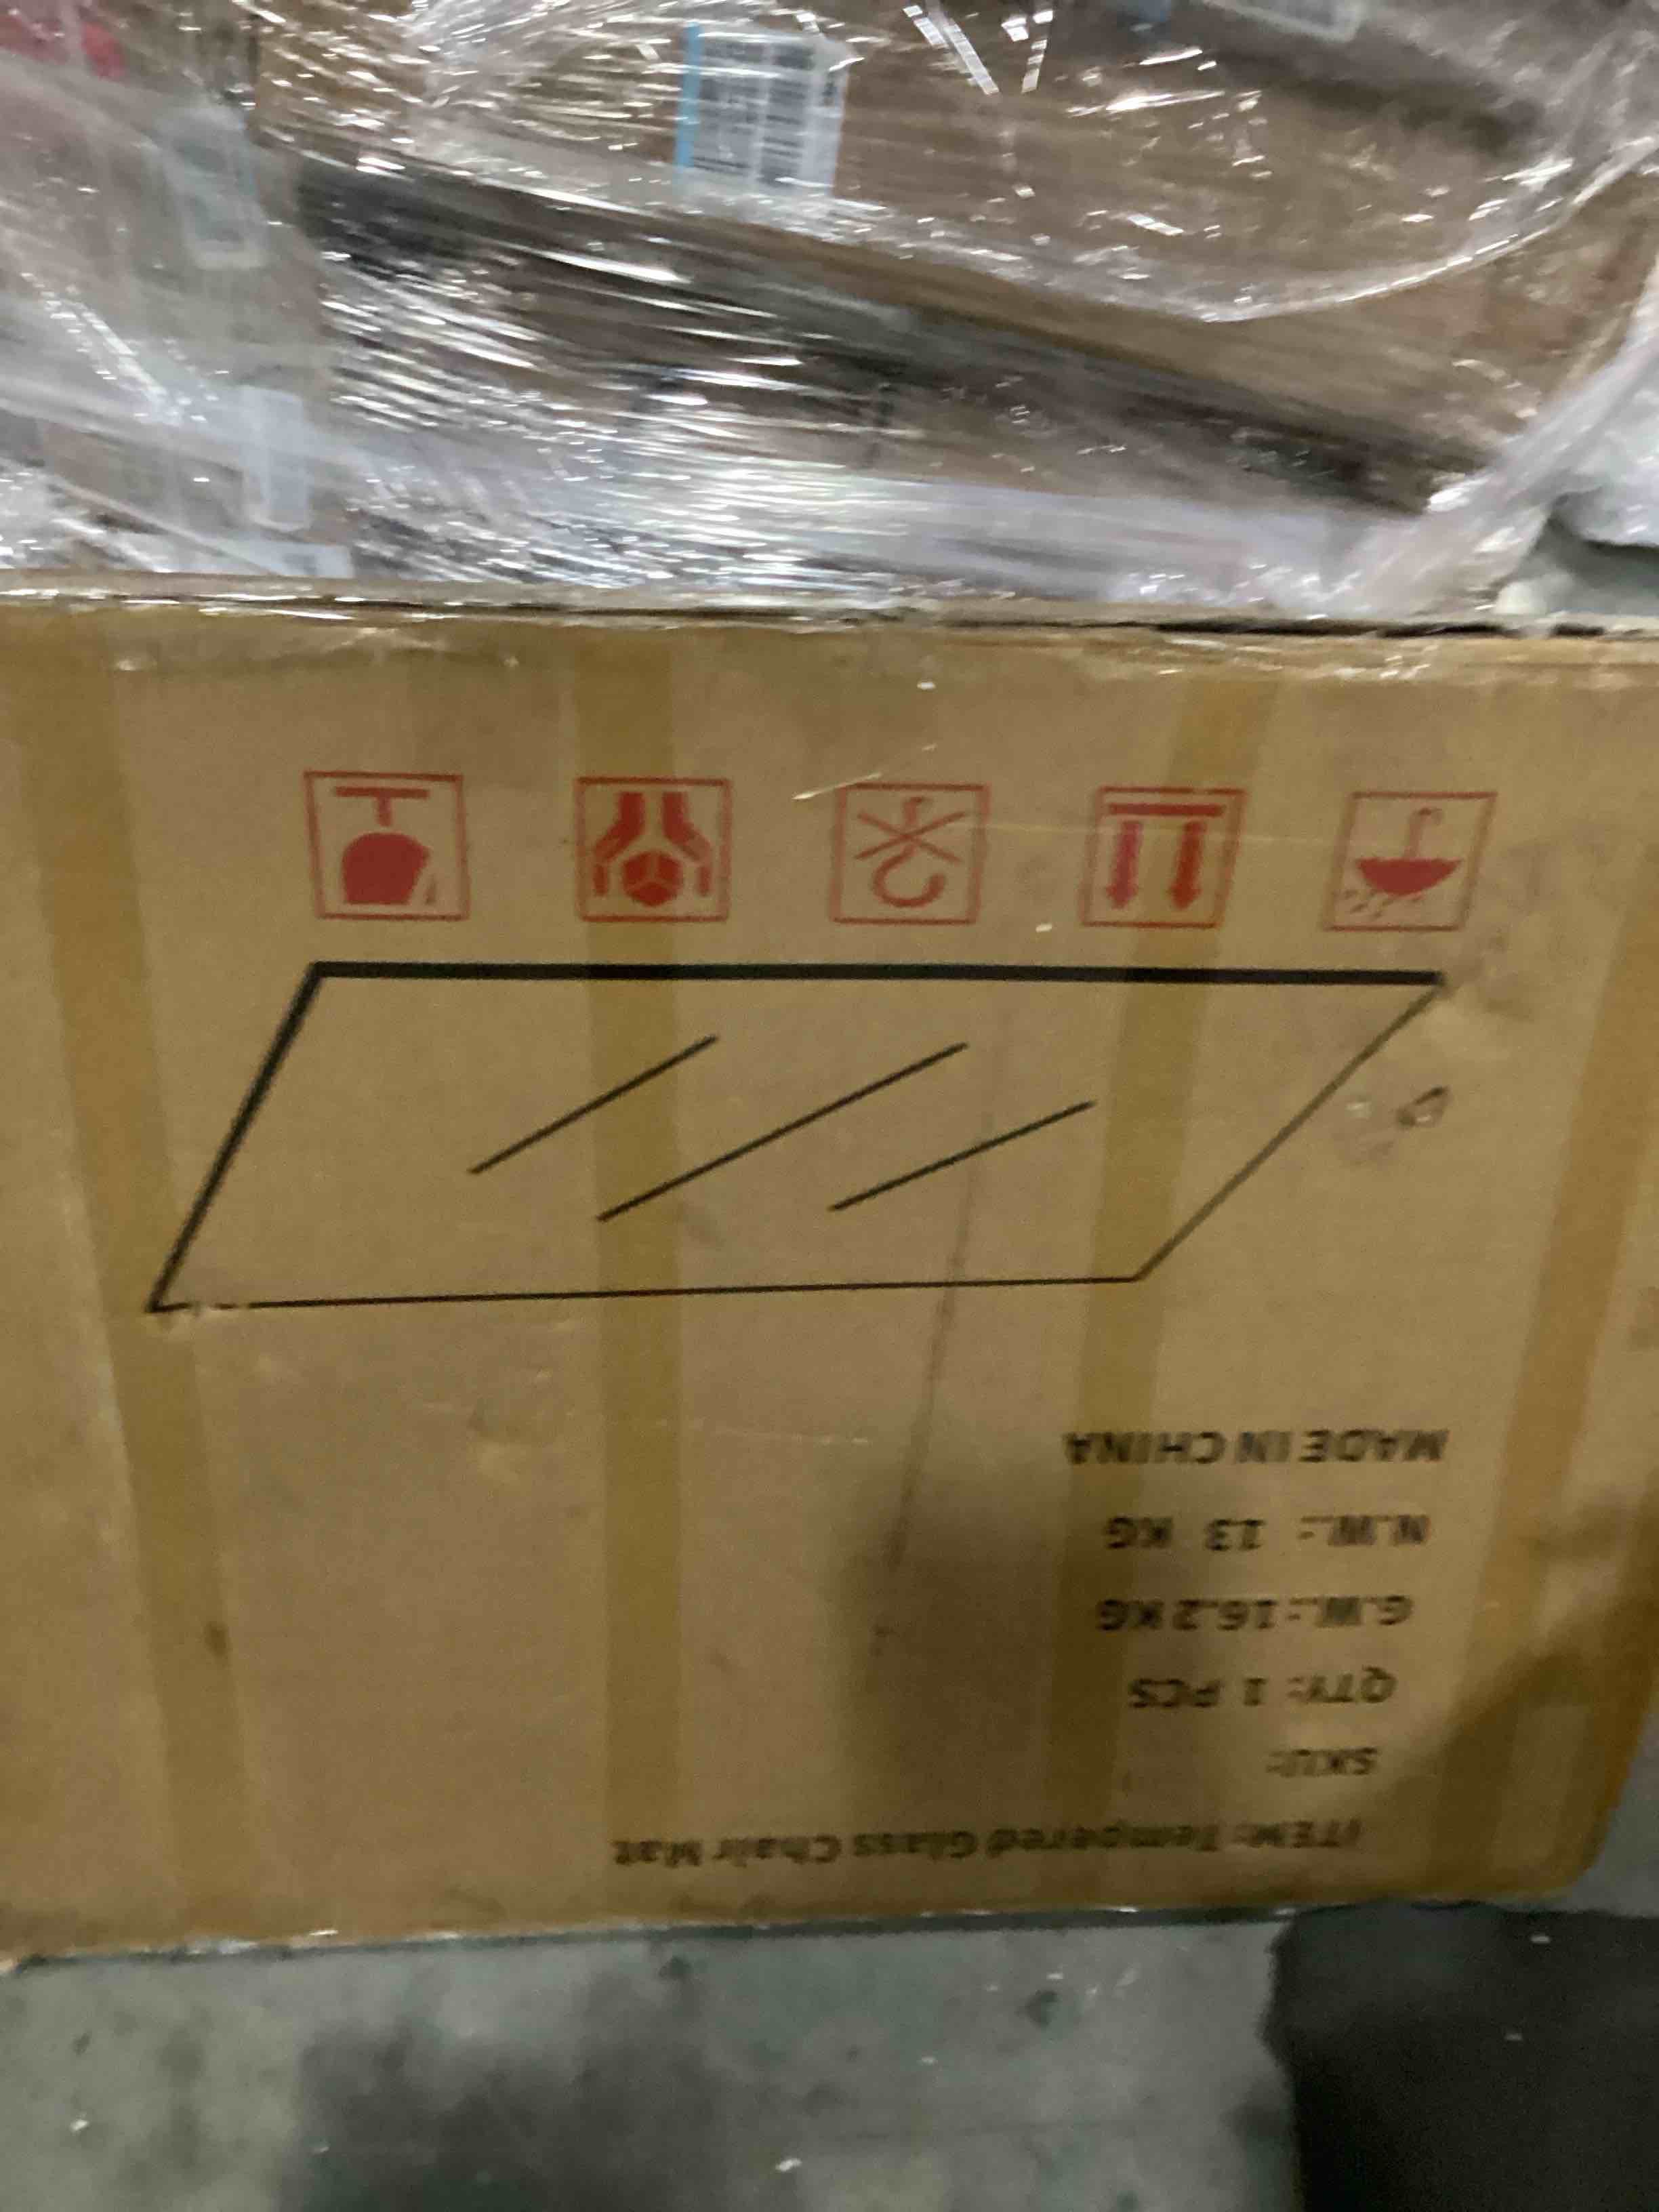 ITEM: Tempered Glass Chair Mat
SKU:
QTY: 1 PCS
G.W.: 16.2 KG
N.W.: 13 KG
MADE IN CHINA